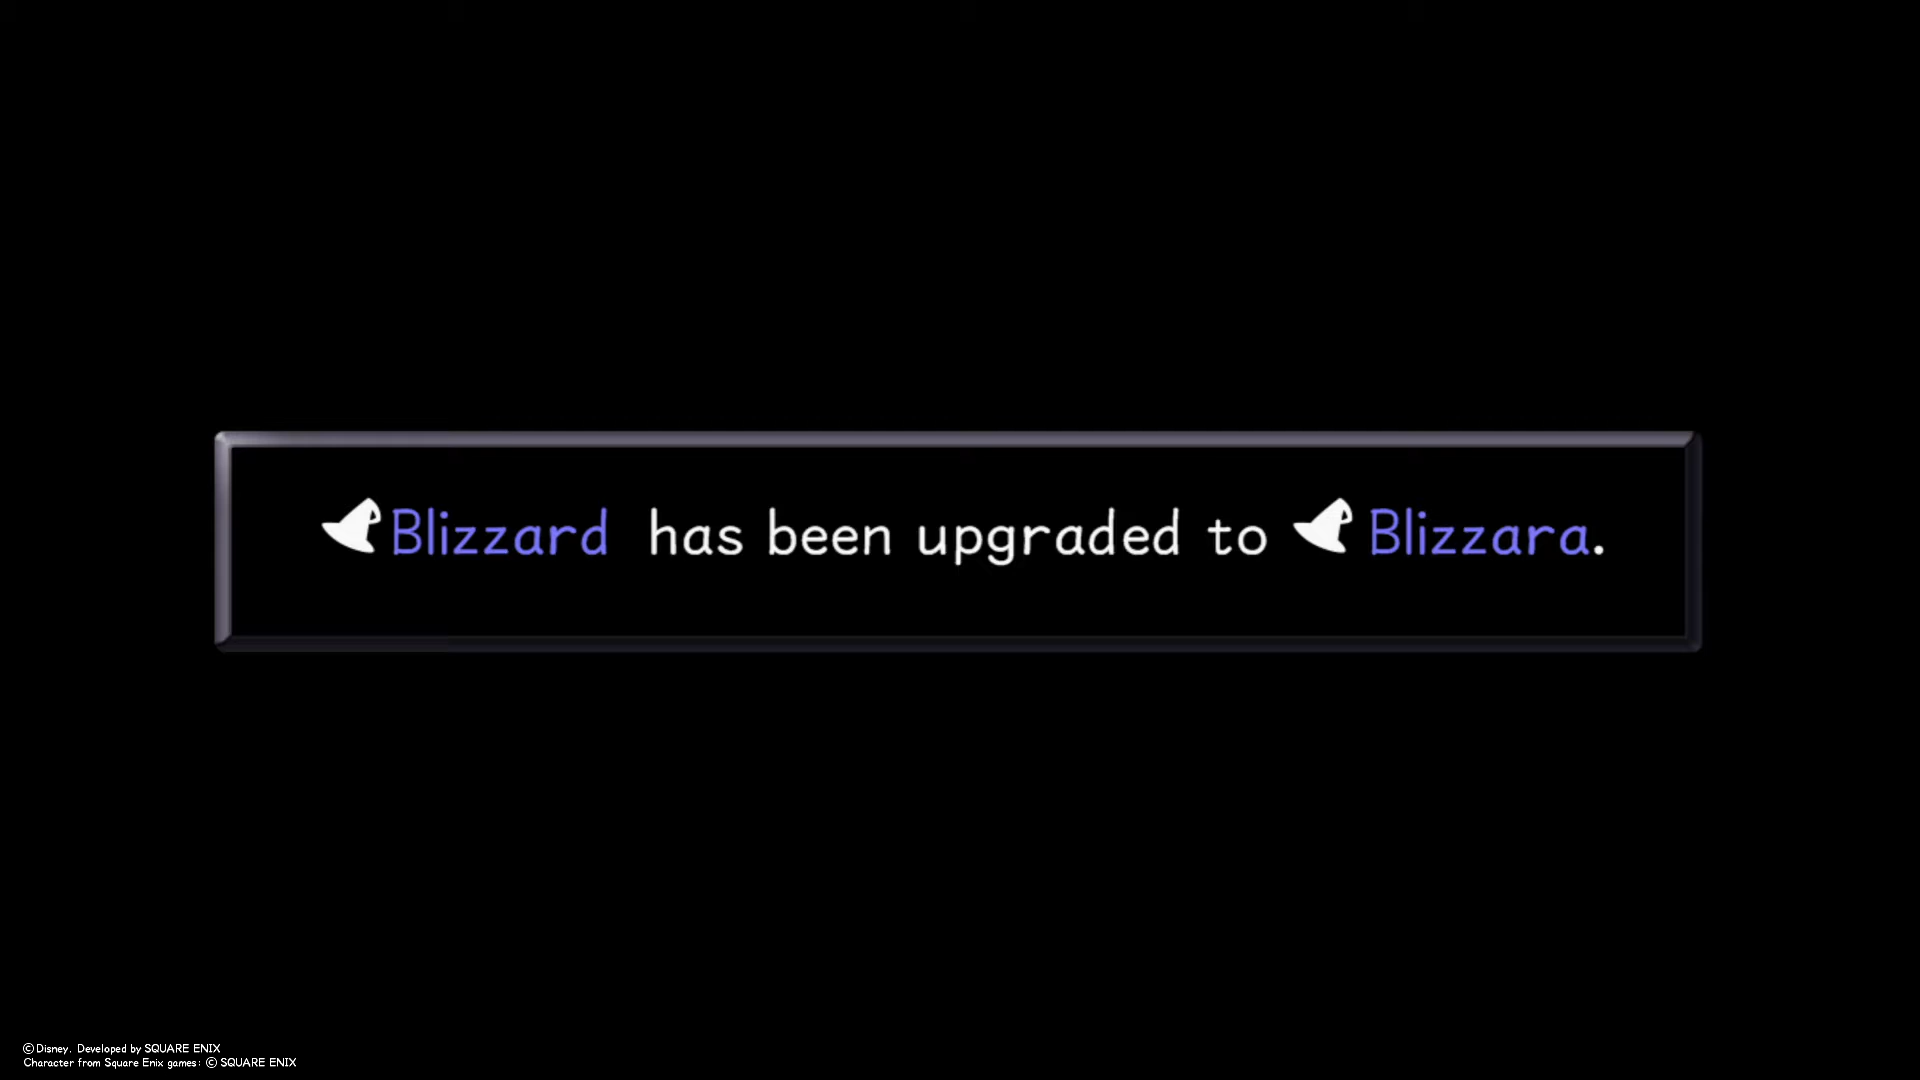 Blizzard has been upgraded to Blizzara.
©Disney. Developed by SQUARE ENIX
Character from Square Enix games: © SQUARE ENIX